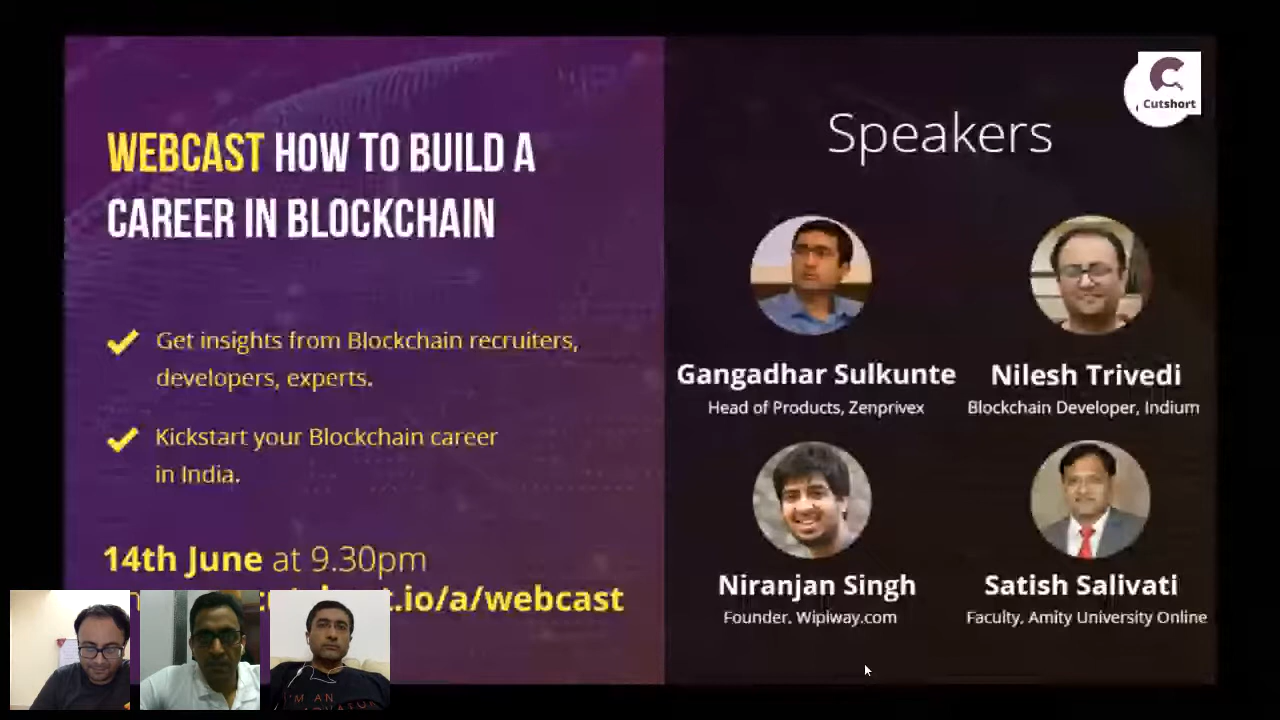 WEBCAST HOW TO BUILD A
CAREER IN BLOCKCHAIN
Get insights from Blockchain recruiters,
developers, experts.
Kickstart your Blockchain career
in India.
14th June at 9.30pm
.io/a/webcast
Cutshort
Speakers
Gangadhar Sulkunte
Head of Products, Zenprivex
Nilesh Trivedi
Blockchain Developer, Indium
Niranjan Singh
Founder. Wipiway.com
Satish Salivati
Faculty, Amity University Online
I'M AN